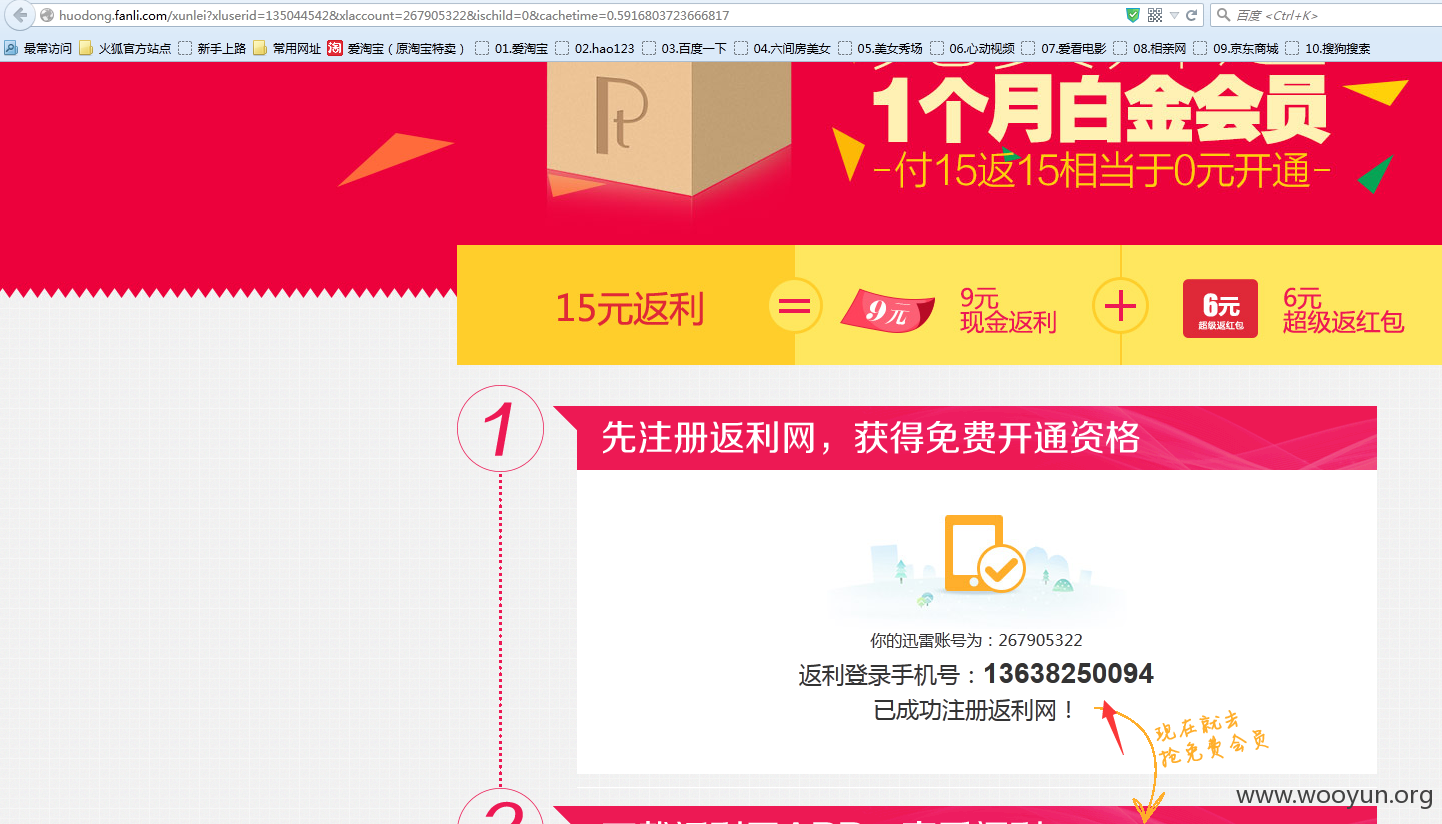 huodong.fanli.com/xunlei?xluserid=135044542&xlaccount=267905322&ischild=0&cachetime=0.5916803723666817
百度 <Ctrl+K>
最常访问 火狐官方站点 新手上路 常用网址 淘 爱淘宝（原淘宝特卖） 01.爱淘宝 02.hao123 03.百度一下 04.六间房美女 05.美女秀场 06.心动视频 07.爱看电影 08.相亲网 09.京东商城 10.搜狗搜索
Pt
1个月白金会员
-付15返15相当于0元开通-
15元返利
=
9元
9元
现金返利
+
6元
超级返红包
6元
超级返红包
1
先注册返利网，获得免费开通资格
你的迅雷账号为：267905322
返利登录手机号：13638250094
已成功注册返利网！
现在就去
抢免费会员
www.wooyun.org
2